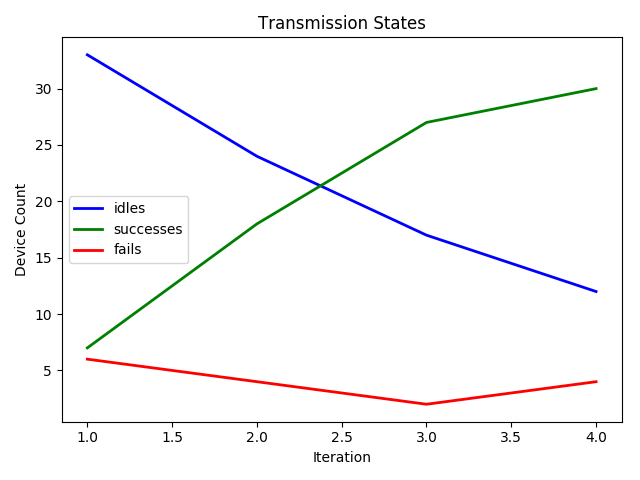 Transmission States
Device Count
30
25
20
15
10
5
idles
successes
fails
1.0 1.5 2.0 2.5 3.0 3.5 4.0
Iteration